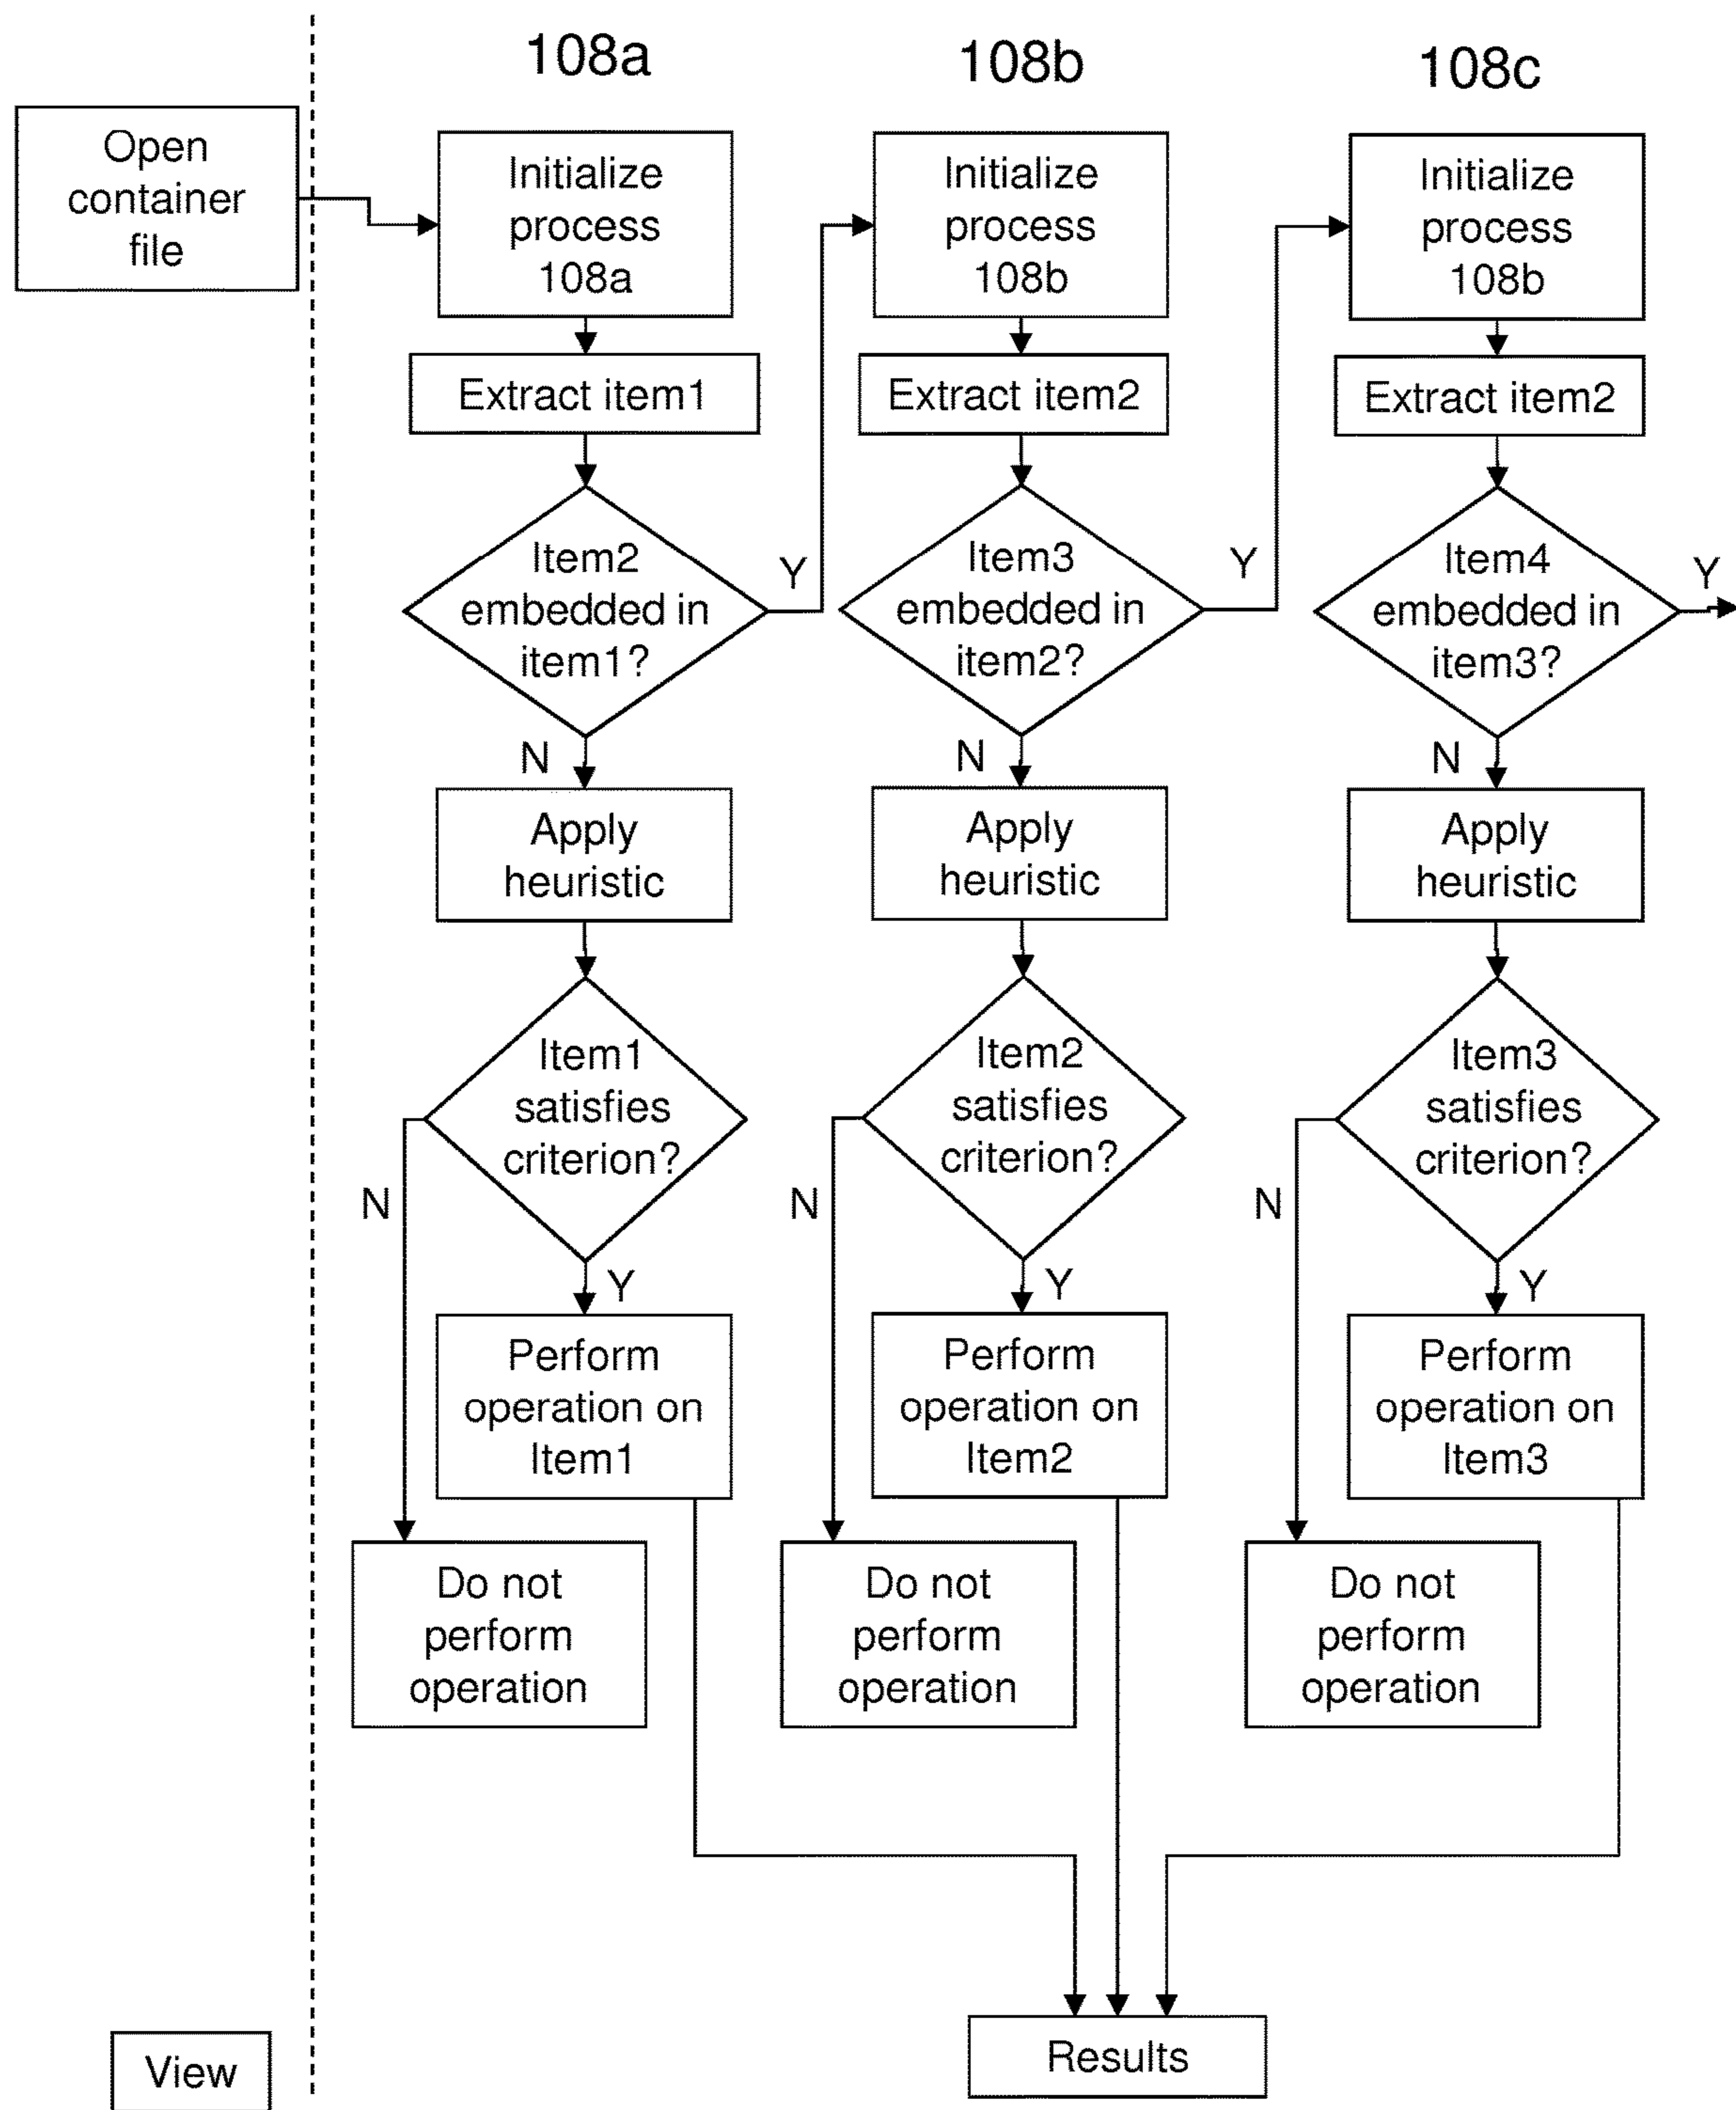 108a
108b
108c
Open
container
file
Initialize
process
108a
Initialize
process
108b
Initialize
process
108b
Extract item1
Extract item2
Extract item2
Item2
embedded in
item1?
Y
Item3
embedded in
item2?
Y
Item4
embedded in
item3?
Y
N
N
N
Apply
heuristic
Apply
heuristic
Apply
heuristic
Item1
satisfies
criterion?
Item2
satisfies
criterion?
Item3
satisfies
criterion?
N
N
N
Y
Y
Y
Perform
operation on
Item1
Perform
operation on
Item2
Perform
operation on
Item3
Do not
perform
operation
Do not
perform
operation
Do not
perform
operation
Results
View